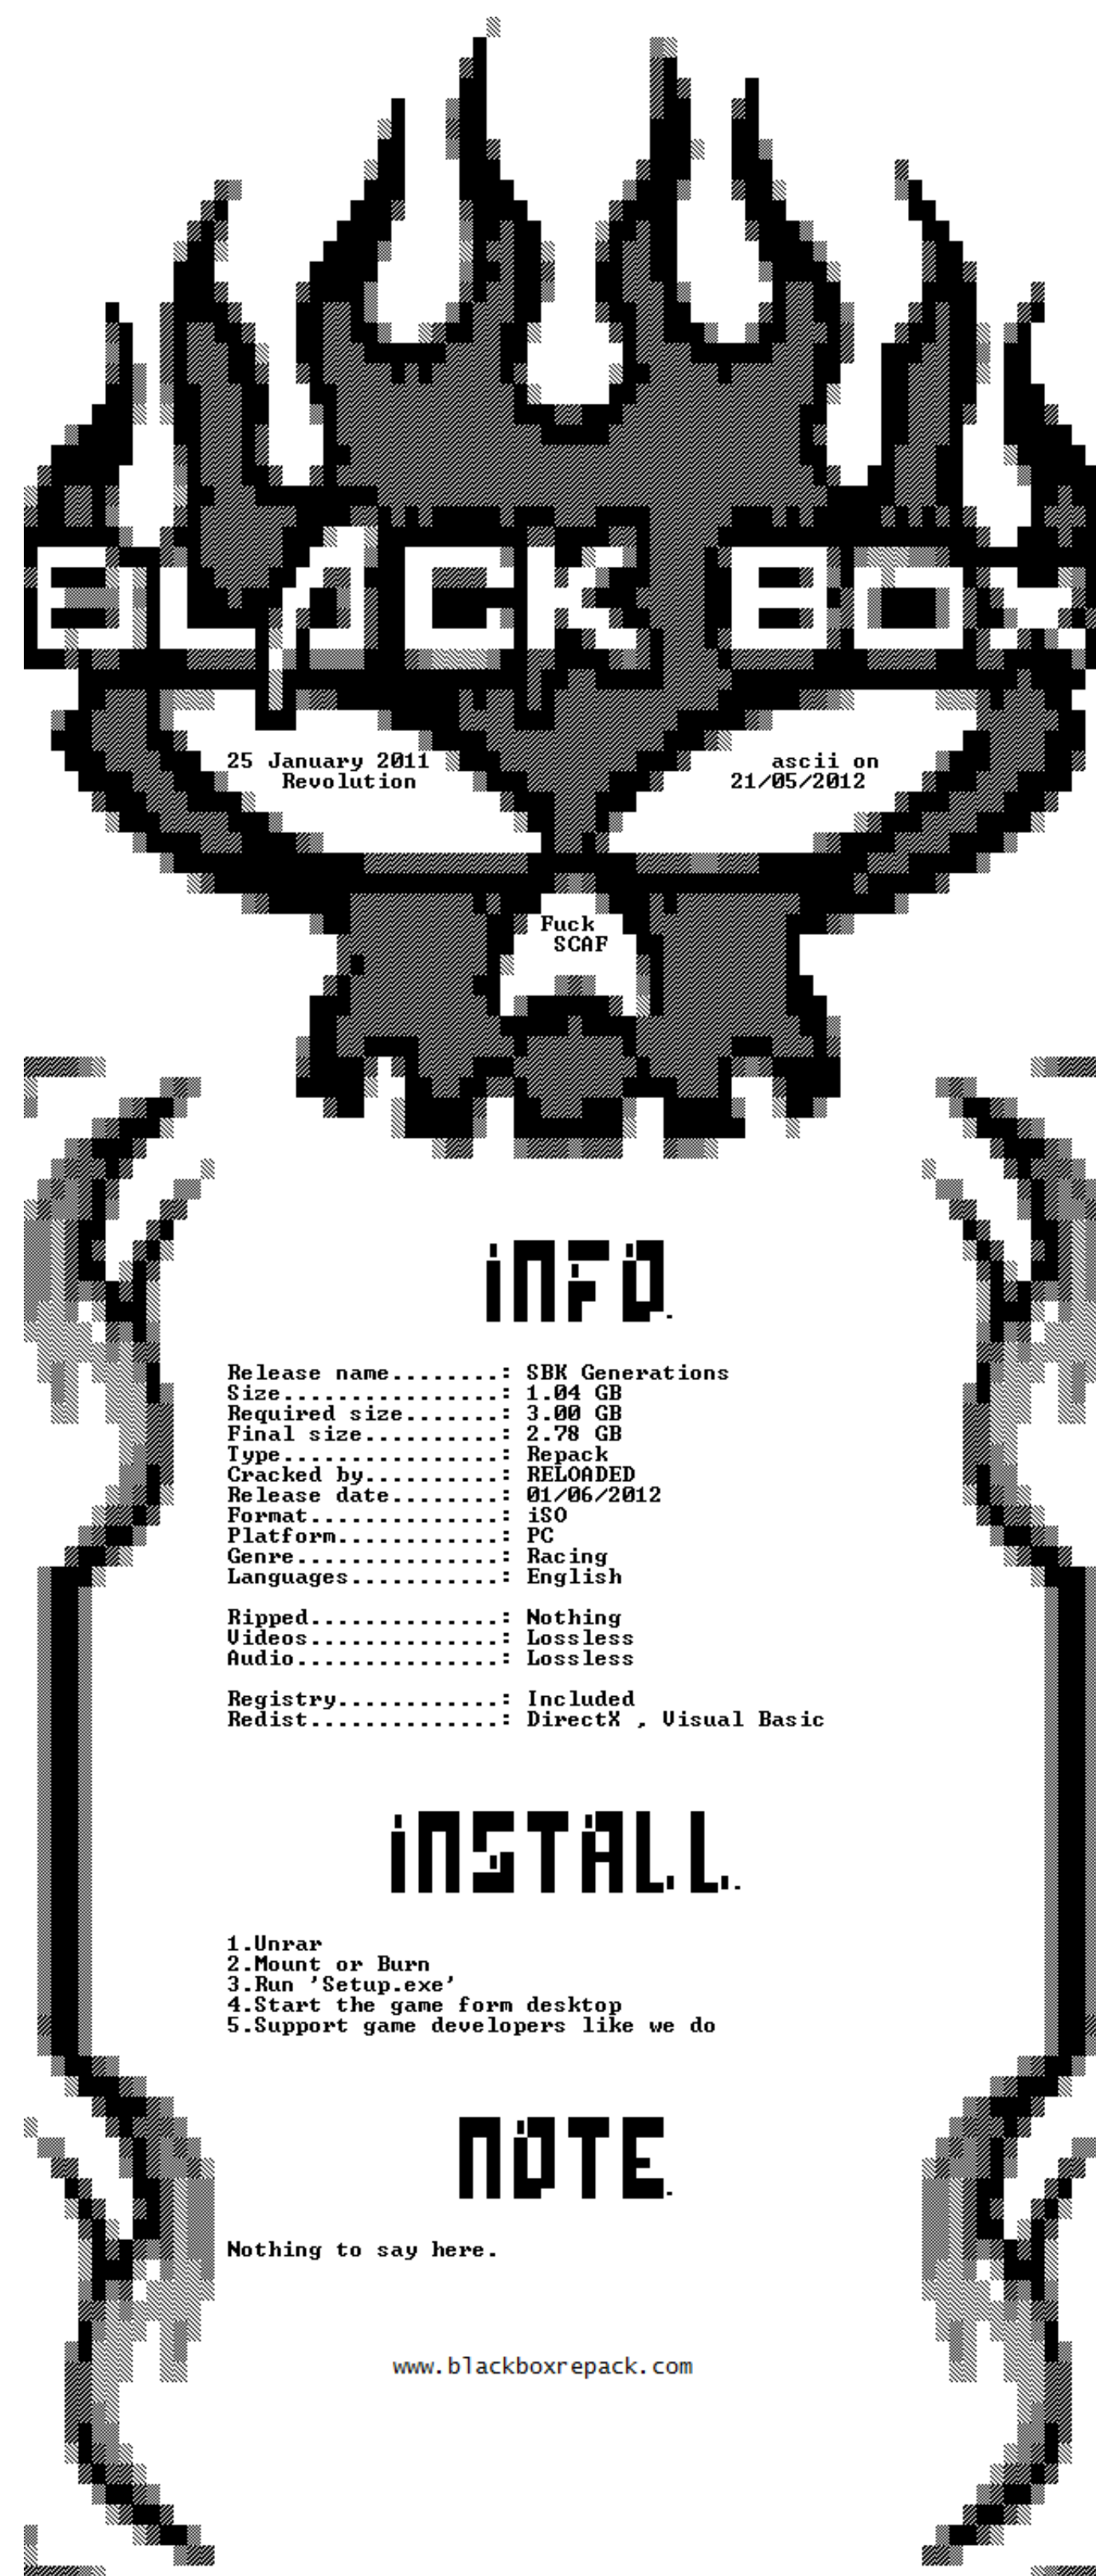 BLACK BOX
25 January 2011
Revolution
ascii on
21/05/2012
Fuck
SCAF
iNFO.
Release name........: SBK Generations
Size................: 1.04 GB
Required size.......: 3.00 GB
Final size..........: 2.78 GB
Type................: Repack
Cracked by..........: RELOADED
Release date........: 01/06/2012
Format..............: iSO
Platform............: PC
Genre...............: Racing
Languages...........: English
Ripped..............: Nothing
Videos..............: Lossless
Audio...............: Lossless
Registry............: Included
Redist..............: DirectX , Visual Basic
iNSTALL.
1.Unrar
2.Mount or Burn
3.Run 'Setup.exe'
4.Start the game form desktop
5.Support game developers like we do
NOTE.
Nothing to say here.
www.blackboxrepack.com